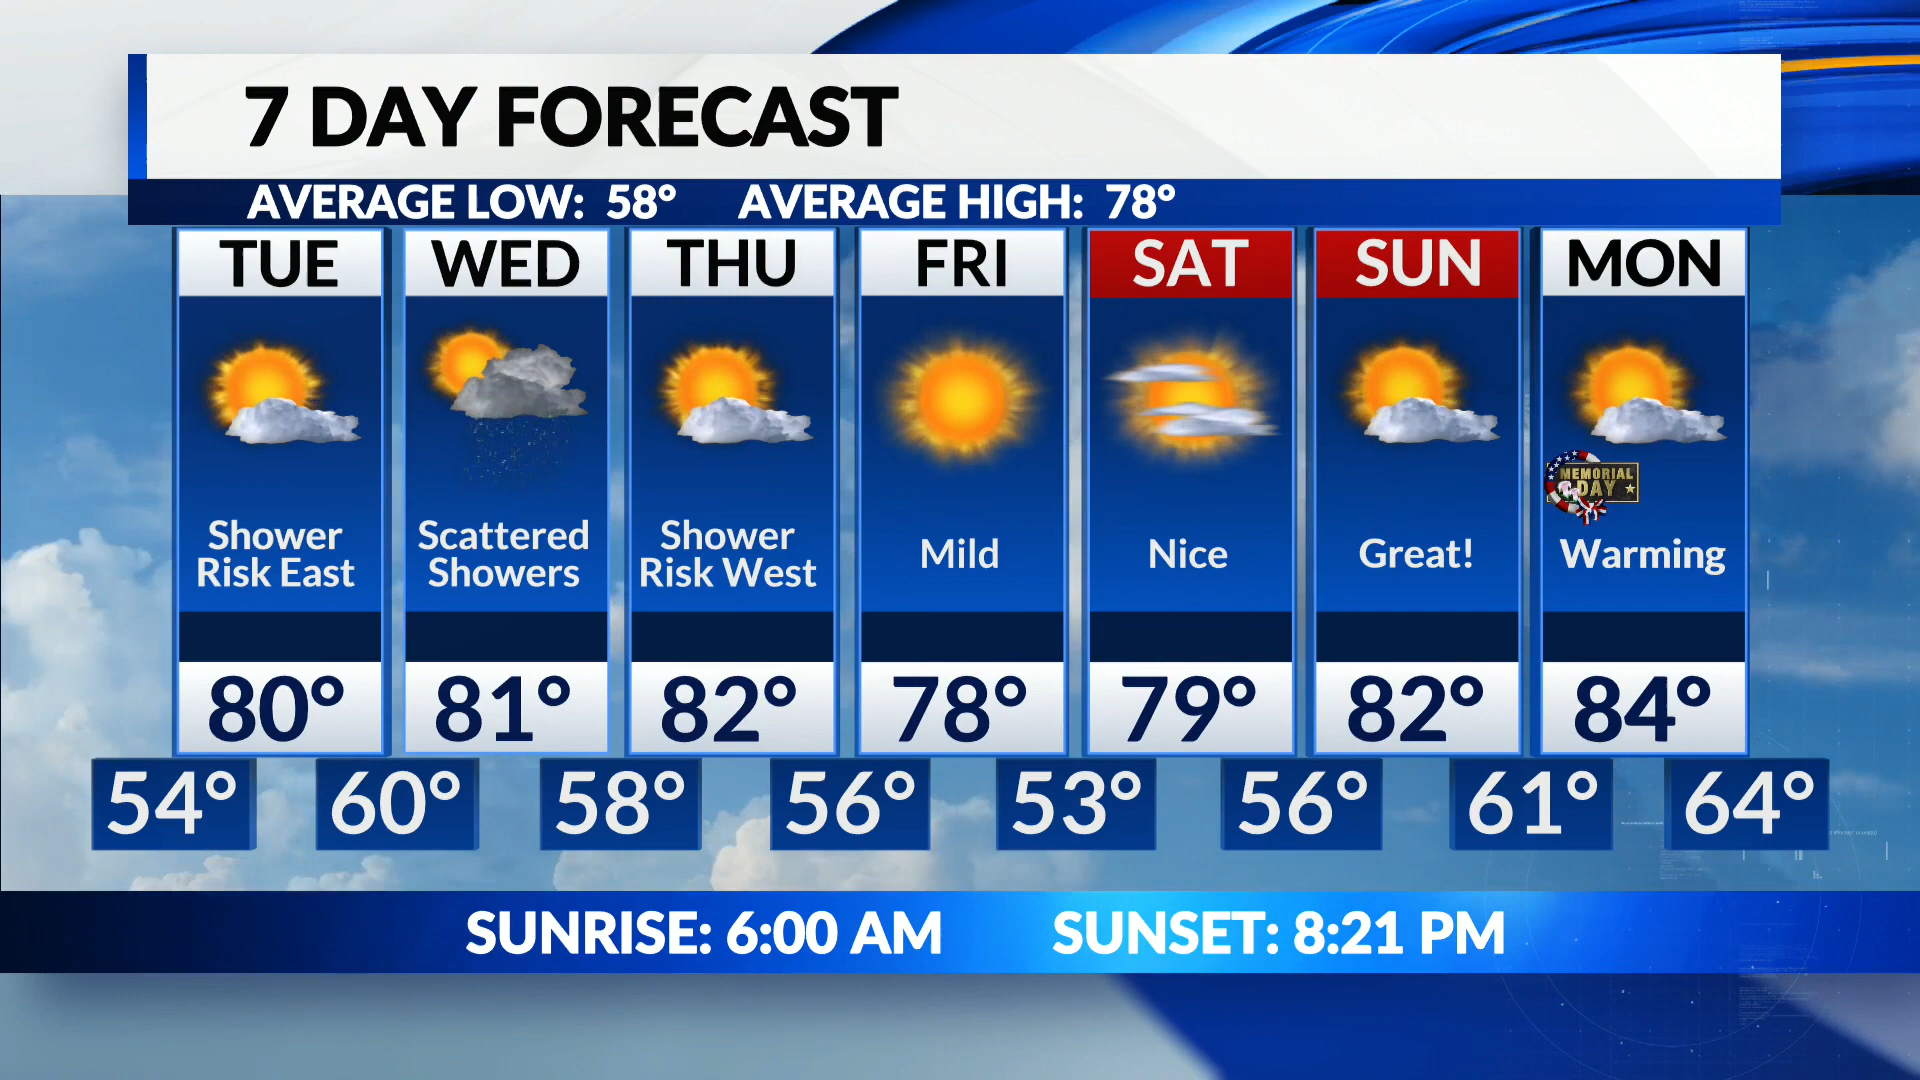 7 DAY FORECAST
AVERAGE LOW: 58° AVERAGE HIGH: 78°
TUE WED THU FRI SAT SUN MON
MEMORIAL
DAY
Shower Risk East
Scattered Showers
Shower Risk West
Mild
Nice
Great!
Warming
80° 81° 82° 78° 79° 82° 84°
54° 60° 58° 56° 53° 56° 61° 64°
SUNRISE: 6:00 AM SUNSET: 8:21 PM